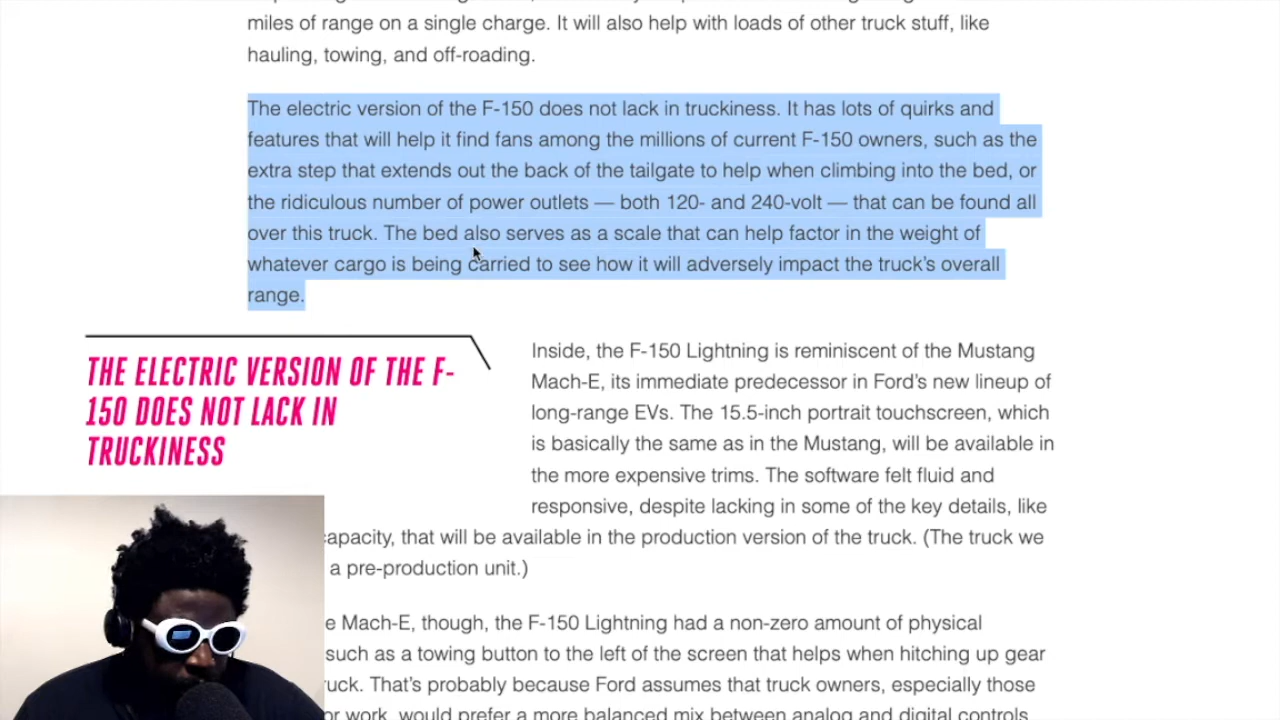 miles of range on a single charge. It will also help with loads of other truck stuff, like
hauling, towing, and off-roading.
The electric version of the F-150 does not lack in truckiness. It has lots of quirks and
features that will help it find fans among the millions of current F-150 owners, such as the
extra step that extends out the back of the tailgate to help when climbing into the bed, or
the ridiculous number of power outlets — both 120- and 240-volt — that can be found all
over this truck. The bed also serves as a scale that can help factor in the weight of
whatever cargo is being carried to see how it will adversely impact the truck's overall
range.
THE ELECTRIC VERSION OF THE F-
150 DOES NOT LACK IN
TRUCKINESS
Inside, the F-150 Lightning is reminiscent of the Mustang
Mach-E, its immediate predecessor in Ford's new lineup of
long-range EVs. The 15.5-inch portrait touchscreen, which
is basically the same as in the Mustang, will be available in
the more expensive trims. The software felt fluid and
responsive, despite lacking in some of the key details, like
apacity, that will be available in the production version of the truck. (The truck we
a pre-production unit.)
e Mach-E, though, the F-150 Lightning had a non-zero amount of physical
such as a towing button to the left of the screen that helps when hitching up gear
ruck. That's probably because Ford assumes that truck owners, especially those
or work, would prefer a more balanced mix between analog and digital controls